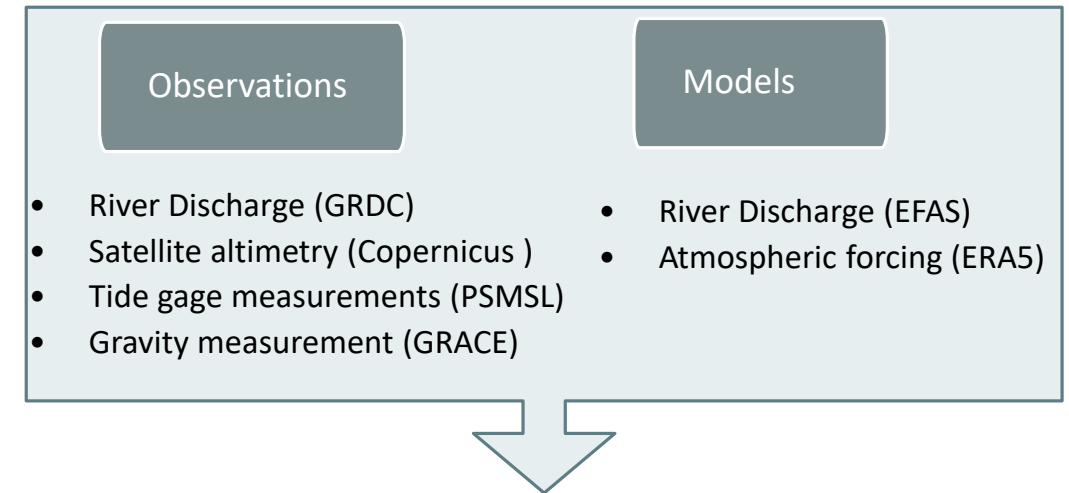 Observations
• River Discharge (GRDC)
• Satellite altimetry (Copernicus )
• Tide gage measurements (PSMSL)
• Gravity measurement (GRACE)
Models
• River Discharge (EFAS)
• Atmospheric forcing (ERA5)